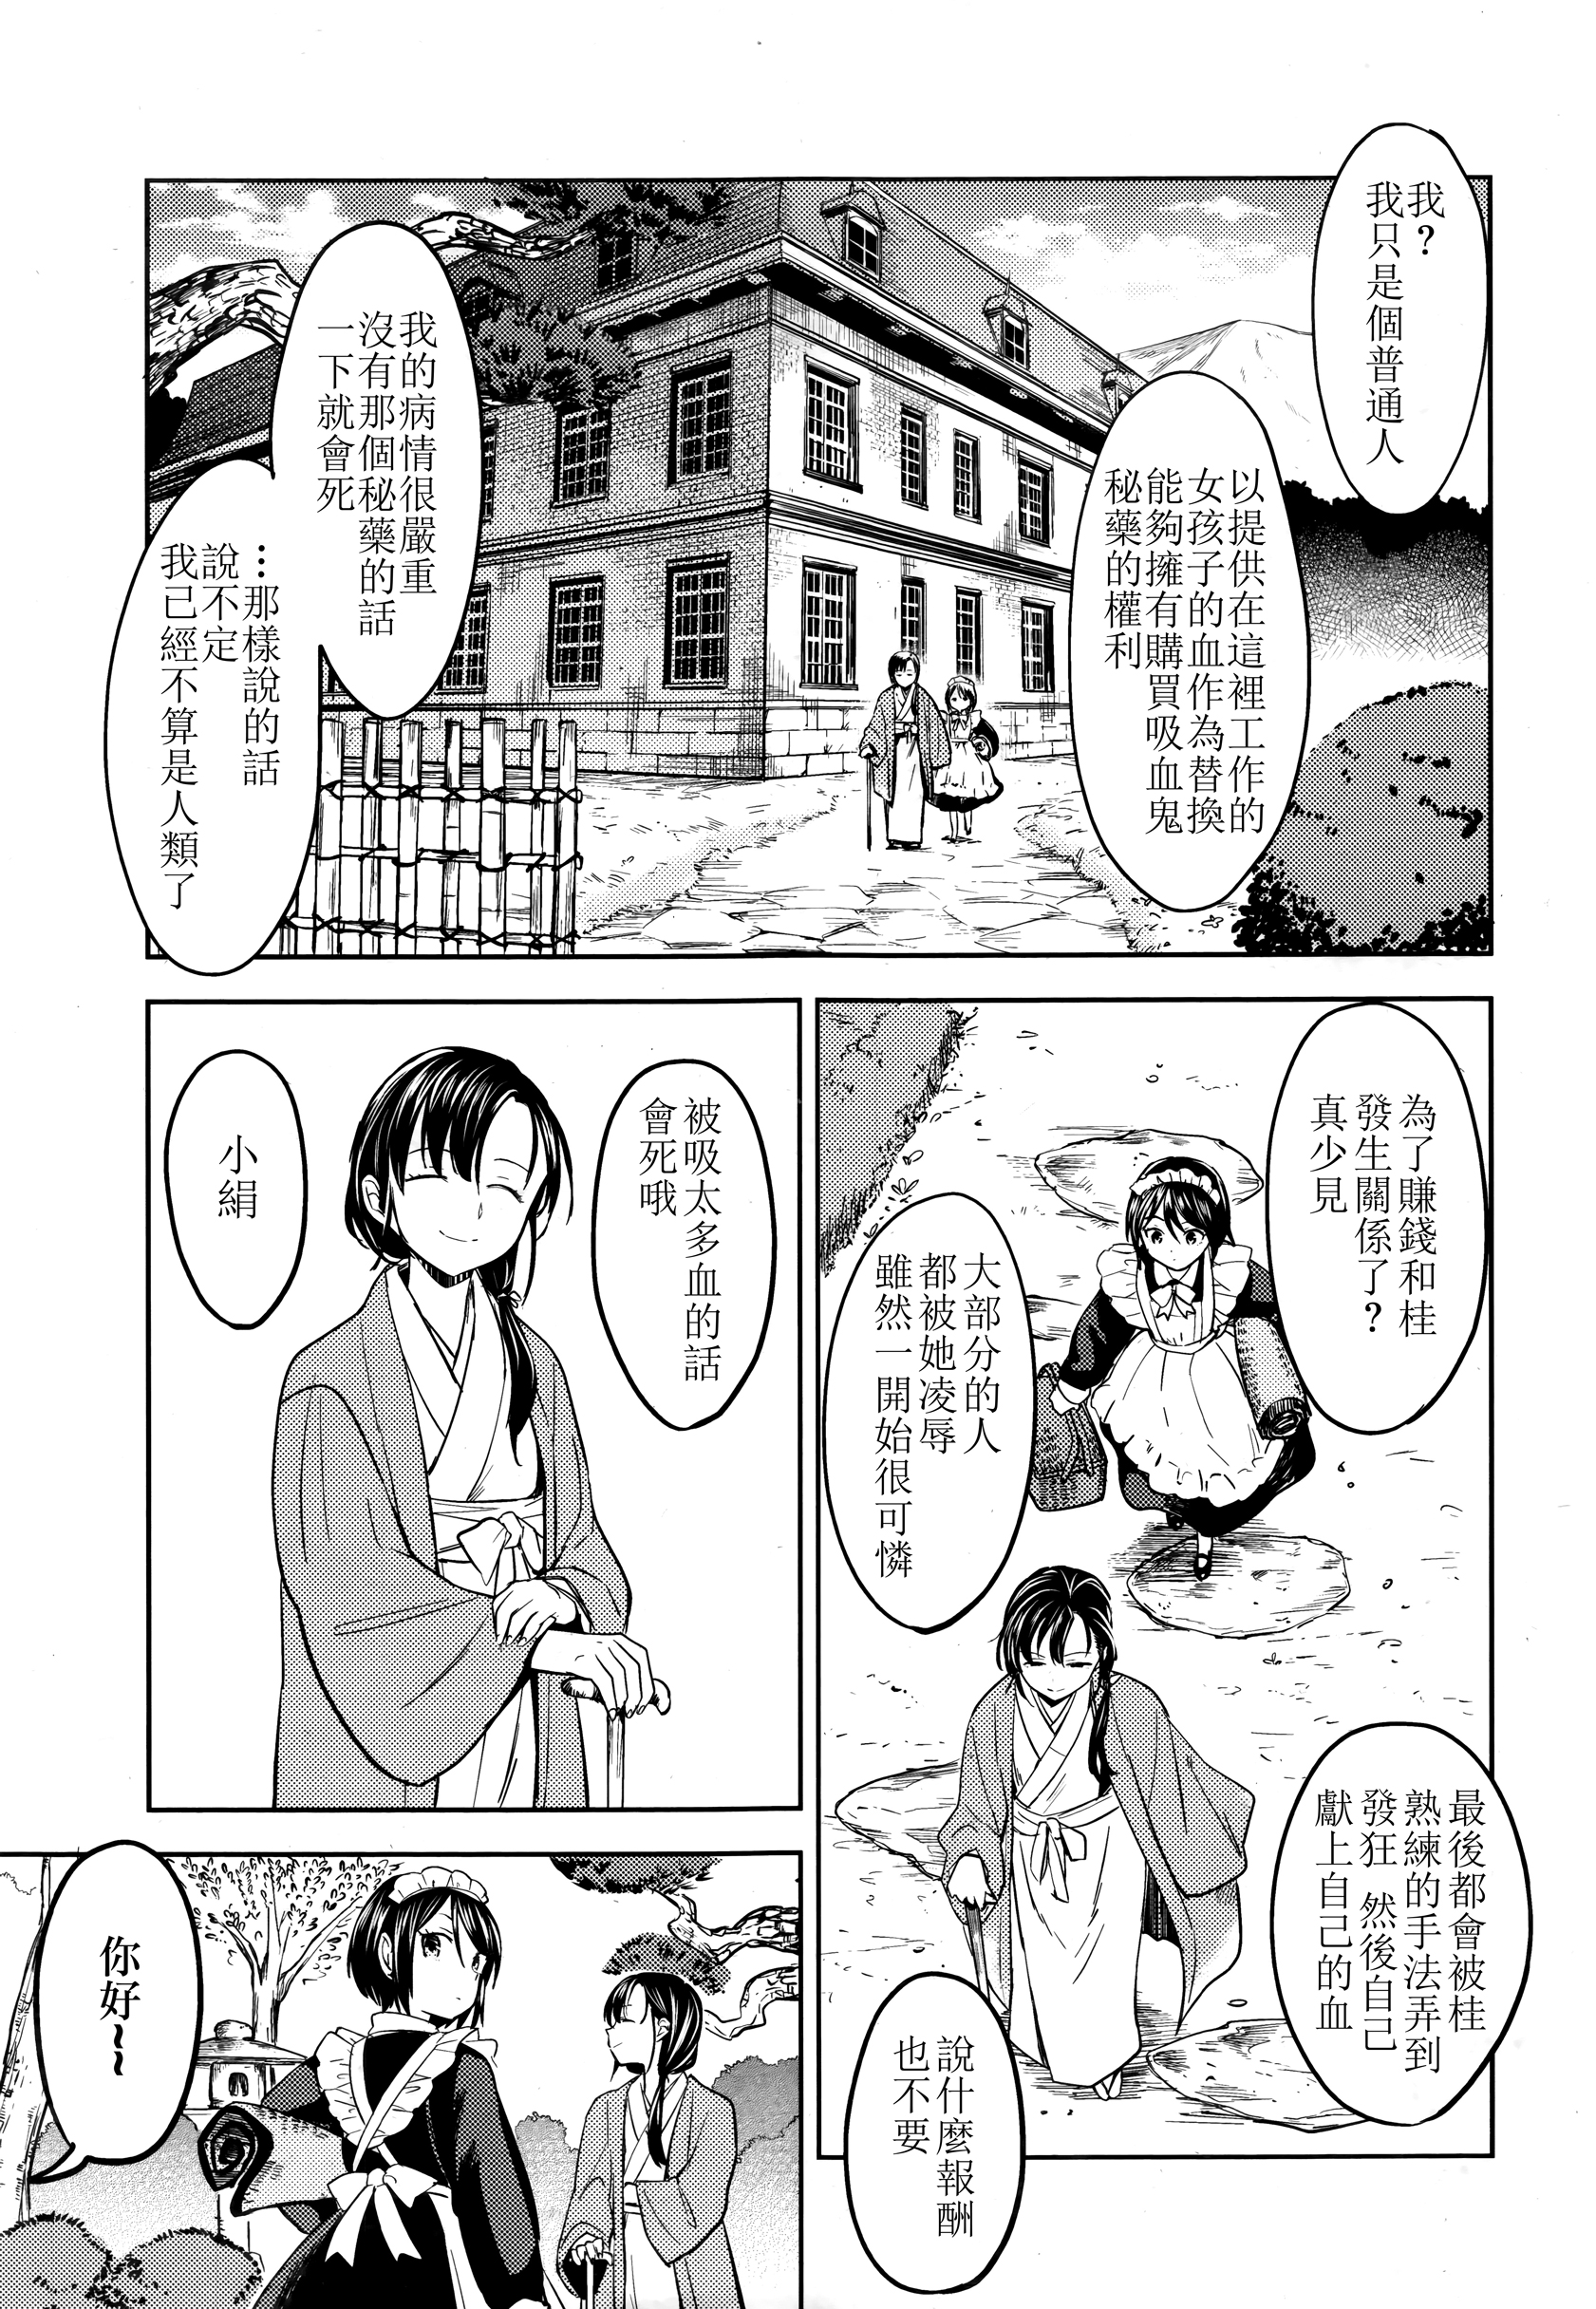 我？
我只是個普通人
以提供在這裡工作的
女孩子的血作為替換
能夠擁有購買吸血鬼
秘藥的權利
我的病情很嚴重
沒有那個秘藥的話
一下就會死
…那樣說的話
說不定
我已經不算是人類了
為了賺錢和桂
發生關係了？
真少見
大部分的人
都被她凌辱
雖然一開始很可憐
最後都會被桂
熟練的手法弄到
發狂 然後自己
獻上自己的血
說什麼報酬
也不要
被吸太多血的話
會死哦
小絹
你好~~